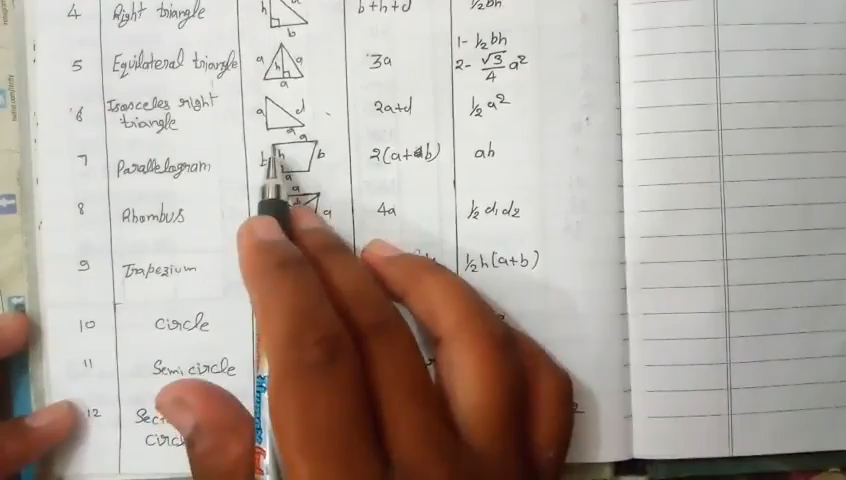 4 Right triangle h d b b+h+d ½bh
5 Equilateral triangle a a h a 3a 1- ½bh
2- √3/4 a²
6 Isosceles right triangle a d a 2a+d ½a²
7 Parallelogram a b h b a 2(a+b) ab
8 Rhombus a a 4a ½d₁d₂
9 Trapezium ½h(a+b)
10 circle
11 Semi circle
12